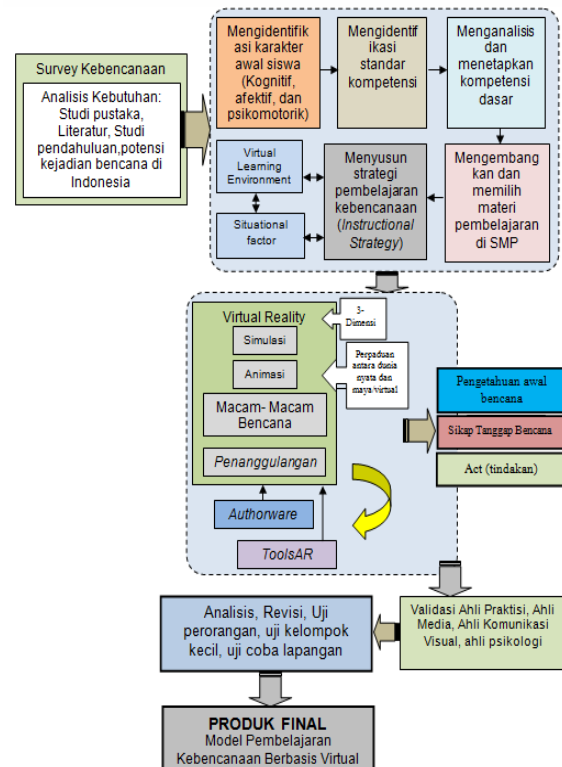 Survey Kebencanaan
Analisis Kebutuhan:
Studi pustaka,
Literatur, Studi
pendahuluan,potensi
kejadian bencana di
Indonesia
Mengidentifik
asi karakter
awal siswa
(Kognitif,
afektif, dan
psikomotorik)
Mengidentif
ikasi standar
kompetensi
Menganalisis
dan
menetapkan
kompetensi
dasar
Virtual
Learning
Environment
Situational
factor
Menyusun
strategi
pembelajaran
kebencanaan
(Instructional
Strategy)
Mengembang
kan dan
memilih
materi
pembelajaran
di SMP
Virtual Reality
Simulasi
Animasi
Macam- Macam
Bencana
Penanggulangan
3-
Dimensi
Perpaduan
antara dunia
nyata dan
maya/virtual
Authorware
ToolsAR
Pengetahuan awal
bencana
Sikap Tanggap Bencana
Act (tindakan)
Analisis, Revisi, Uji
perorangan, uji kelompok
kecil, uji coba lapangan
Validasi Ahli Praktisi, Ahli
Media, Ahli Komunikasi
Visual, ahli psikologi
PRODUK FINAL
Model Pembelajaran
Kebencanaan Berbasis Virtual